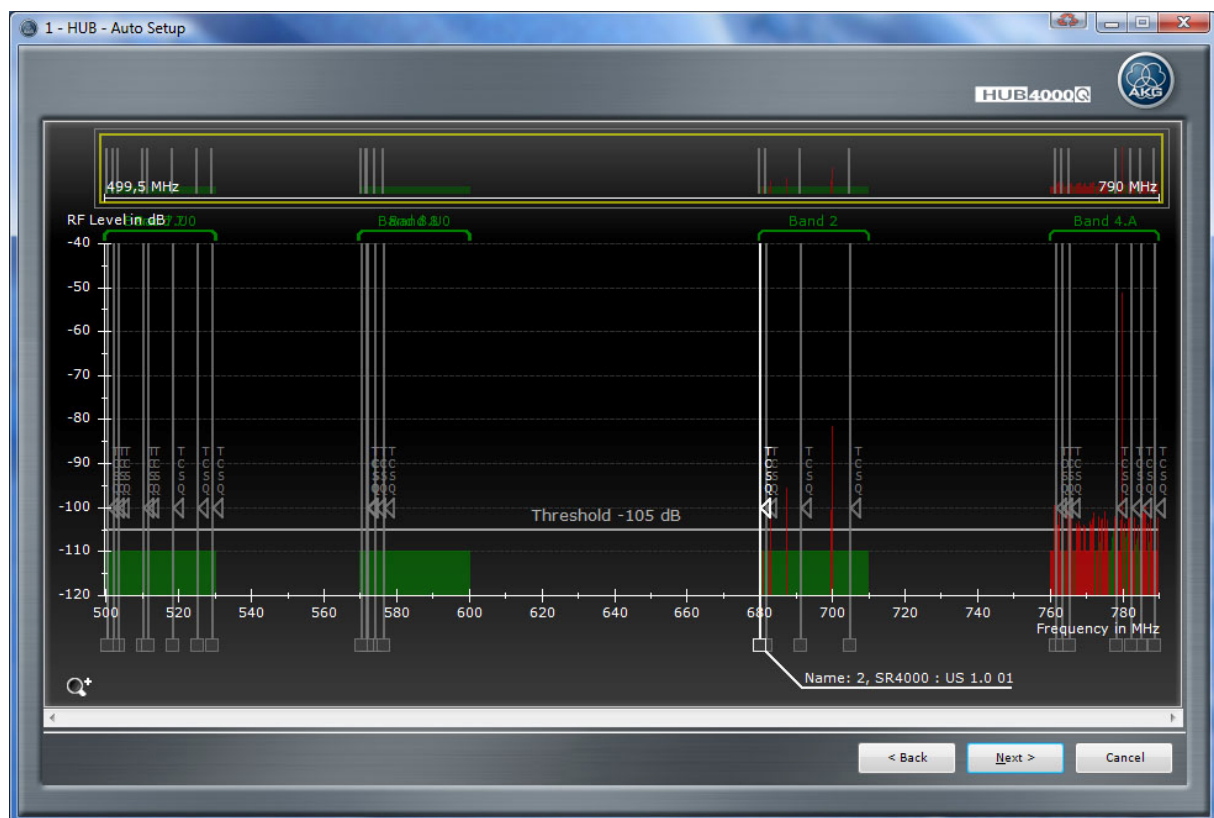 1 - HUB - Auto Setup
HUB 4000 Q
AKG
499,5 MHz
790 MHz
RF Level in dB
Band 2
Band 4.A
-40
-50
-60
-70
-80
-90
-100
-110
-120
T C S Q
Threshold -105 dB
500 520 540 560 580 600 620 640 660 680 700 720 740 760 780
Frequency in MHz
Name: 2, SR4000 : US 1.0 01
< Back
Next >
Cancel